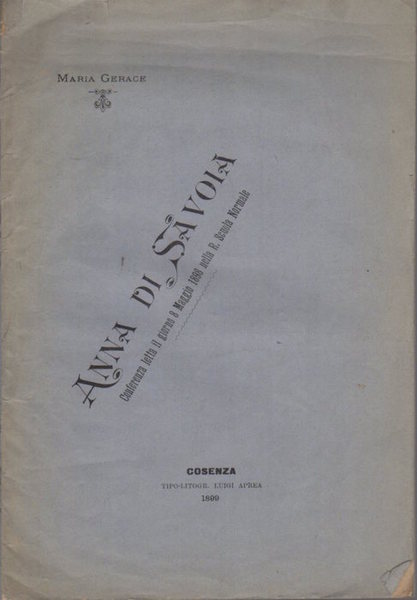 MARIA GERACE
ANNA DI SAVOIA
Conferenza letta il giorno 8 Maggio 1898 nella R. Scuola Normale
COSENZA
TIPO-LITOGR. LUIGI APREA
1899